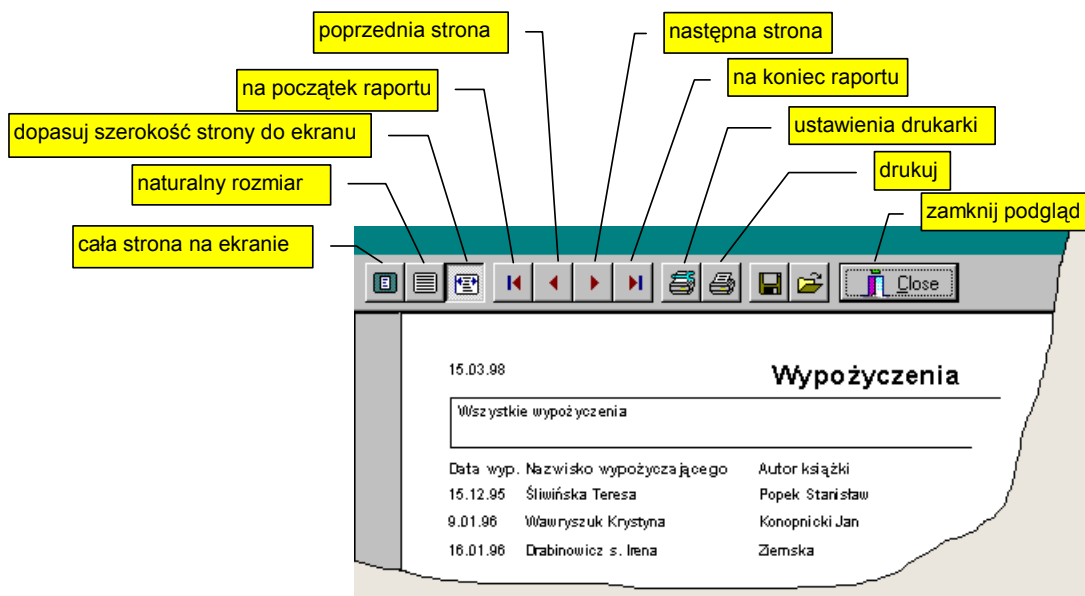 poprzednia strona
następna strona
na początek raportu
na koniec raportu
dopasuj szerokość strony do ekranu
ustawienia drukarki
naturalny rozmiar
drukuj
cała strona na ekranie
zamknij podgląd
Close
15.03.98
Wypożyczenia
Wszystkie wypożyczenia
Data wyp. Nazwisko wypożyczającego Autor książki
15.12.95 Śliwińska Teresa Popek Stanisław
9.01.96 Wawryszuk Krystyna Konopnicki Jan
16.01.96 Drabinowicz s. Irena Ziemska